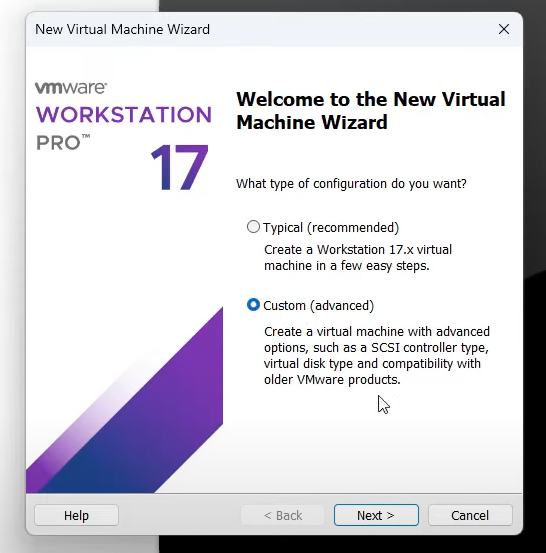 New Virtual Machine Wizard
vmware®
WORKSTATION
PRO™
17
Welcome to the New Virtual
Machine Wizard
What type of configuration do you want?
Typical (recommended)
Create a Workstation 17.x virtual
machine in a few easy steps.
Custom (advanced)
Create a virtual machine with advanced
options, such as a SCSI controller type,
virtual disk type and compatibility with
older VMware products.
Help
< Back
Next >
Cancel